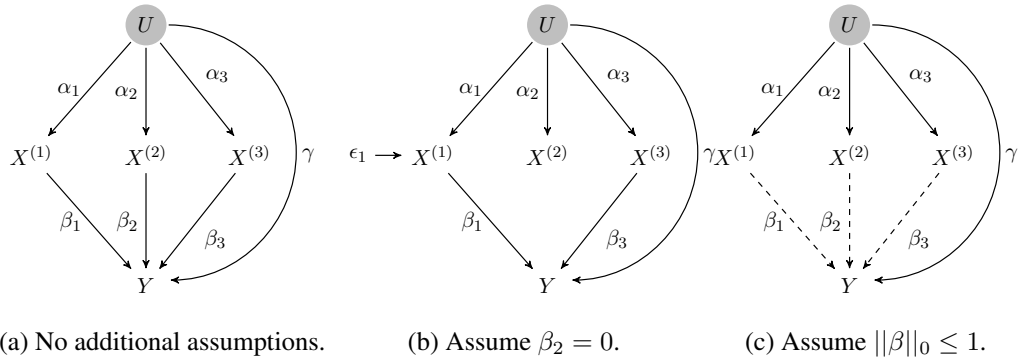 U U U
α₁ α₂ α₃ α₁ α₂ α₃ α₁ α₂ α₃
X⁽¹⁾ X⁽²⁾ X⁽³⁾ γ ϵ₁ X⁽¹⁾ X⁽²⁾ X⁽³⁾ γ X⁽¹⁾ X⁽²⁾ X⁽³⁾ γ
β₁ β₂ β₃ β₁ β₃ β₁ β₂ β₃
Y Y Y
(a) No additional assumptions. (b) Assume β₂ = 0. (c) Assume ||β||₀ ≤ 1.